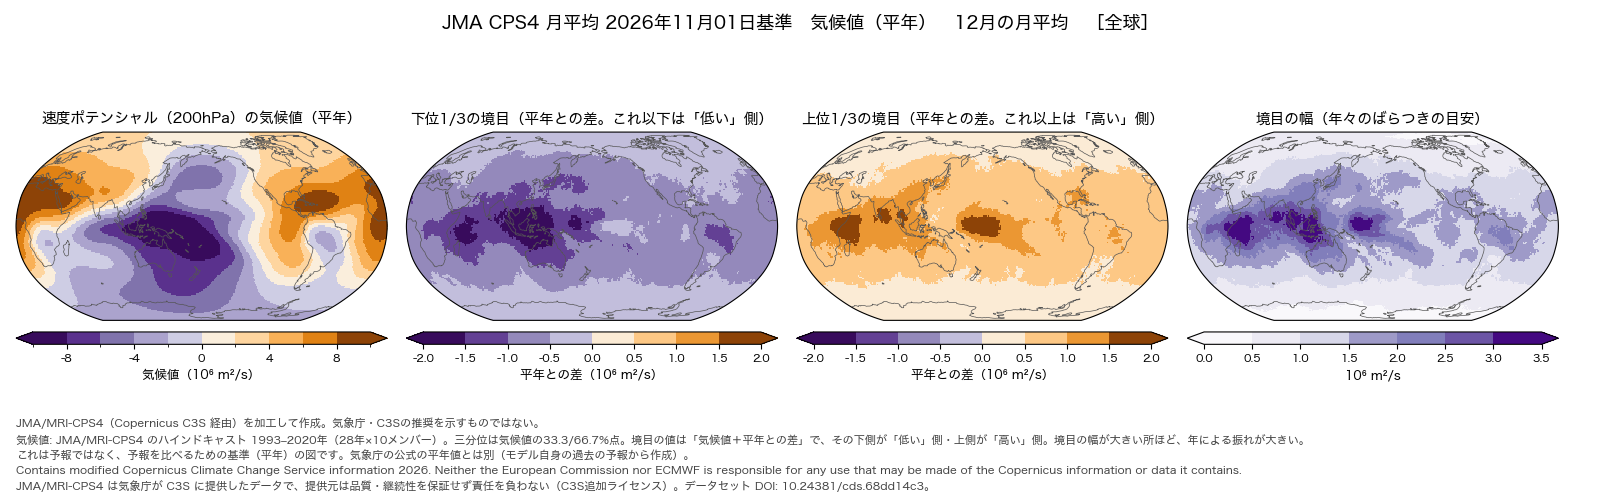 JMA CPS4 月平均 2026年11月01日基準　気候値（平年）　12月の月平均　［全球］
速度ポテンシャル（200hPa）の気候値（平年）
下位1/3の境目（平年との差。これ以下は「低い」側）
上位1/3の境目（平年との差。これ以上は「高い」側）
境目の幅（年々のばらつきの目安）
-8 -4 0 4 8
気候値（10⁶ m²/s）
-2.0 -1.5 -1.0 -0.5 0.0 0.5 1.0 1.5 2.0
平年との差（10⁶ m²/s）
-2.0 -1.5 -1.0 -0.5 0.0 0.5 1.0 1.5 2.0
平年との差（10⁶ m²/s）
0.0 0.5 1.0 1.5 2.0 2.5 3.0 3.5
10⁶ m²/s
JMA/MRI-CPS4（Copernicus C3S 経由）を加工して作成。気象庁・C3Sの推奨を示すものではない。
気候値: JMA/MRI-CPS4 のハインドキャスト 1993–2020年（28年×10メンバー）。三分位は気候値の33.3/66.7%点。境目の値は「気候値＋平年との差」で、その下側が「低い」側・上側が「高い」側。境目の幅が大きい所ほど、年による振れが大きい。
これは予報ではなく、予報を比べるための基準（平年）の図です。気象庁の公式の平年値とは別（モデル自身の過去の予報から作成）。
Contains modified Copernicus Climate Change Service information 2026. Neither the European Commission nor ECMWF is responsible for any use that may be made of the Copernicus information or data it contains.
JMA/MRI-CPS4 は気象庁が C3S に提供したデータで、提供元は品質・継続性を保証せず責任を負わない（C3S追加ライセンス）。データセット DOI: 10.24381/cds.68dd14c3。